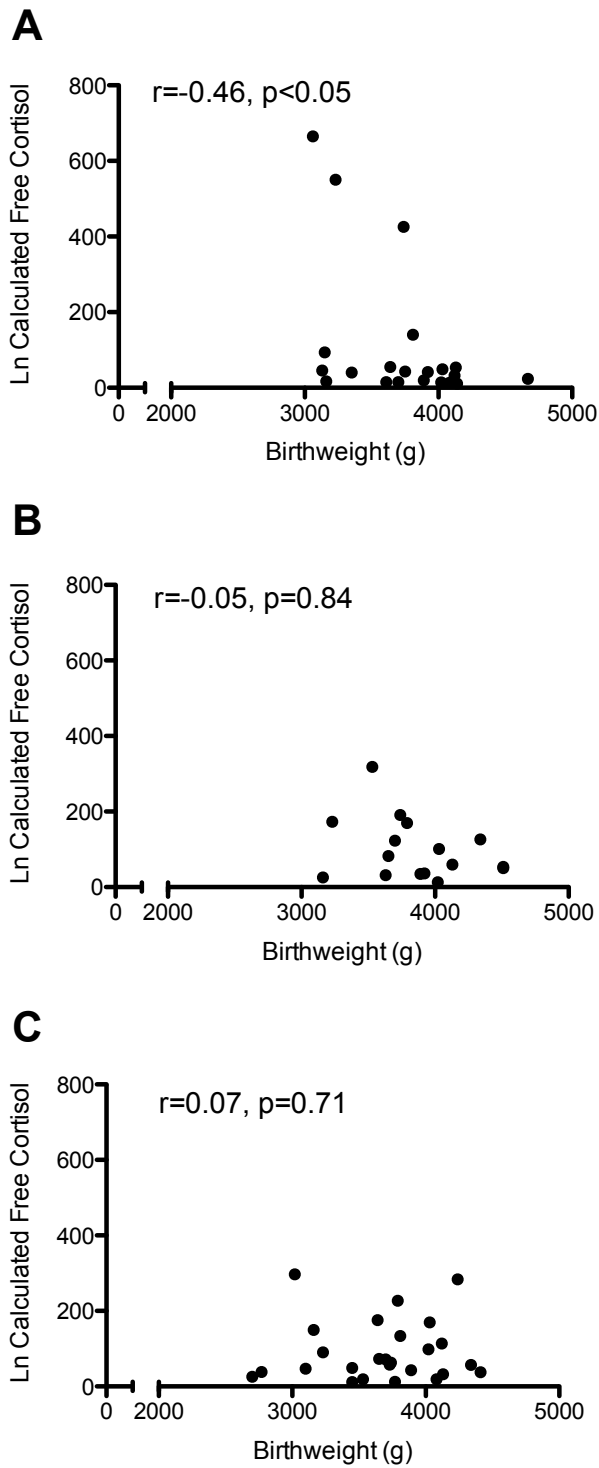 A
r=-0.46, p<0.05
Ln Calculated Free Cortisol
800
600
400
200
0
0 2000 3000 4000 5000
Birthweight (g)
B
r=-0.05, p=0.84
Ln Calculated Free Cortisol
800
600
400
200
0
0 2000 3000 4000 5000
Birthweight (g)
C
r=0.07, p=0.71
Ln Calculated Free Cortisol
800
600
400
200
0
0 2000 3000 4000 5000
Birthweight (g)